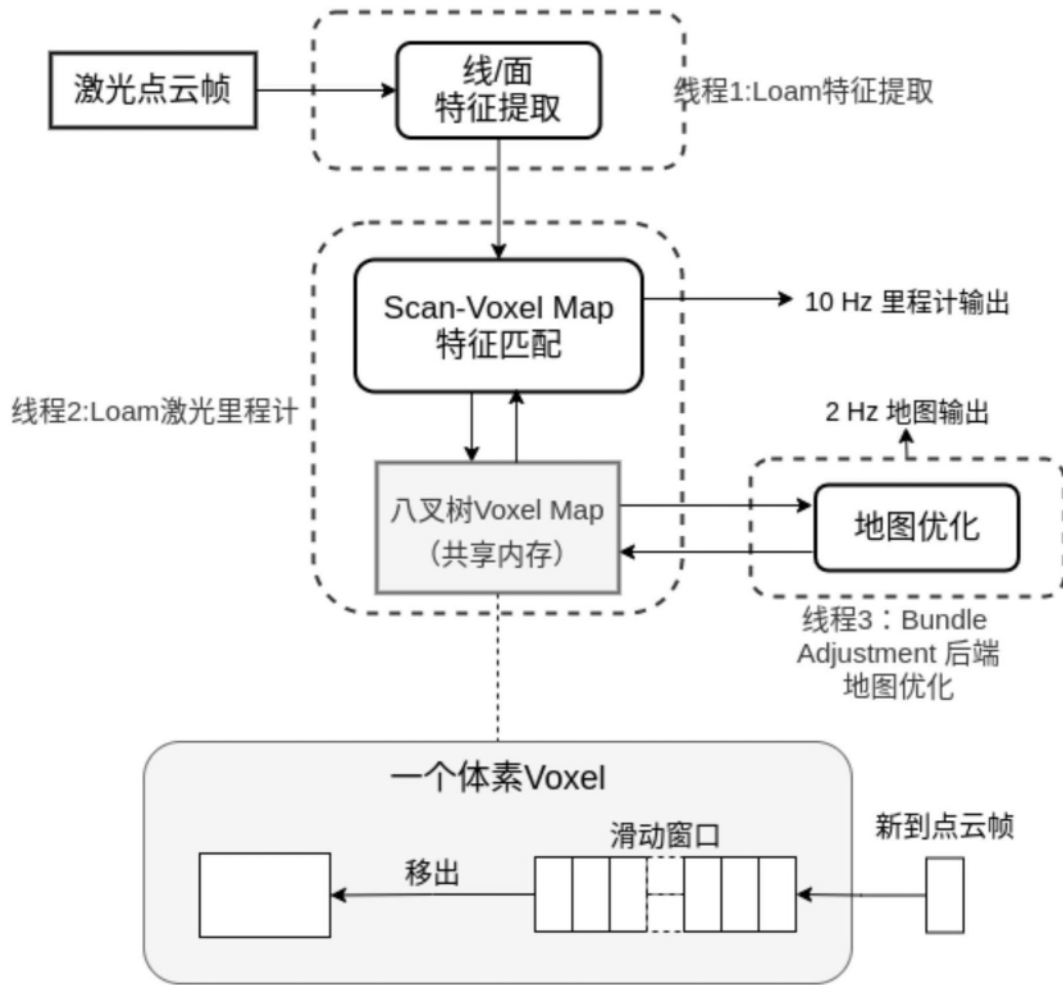 激光点云帧
线/面
特征提取
线程1:Loam特征提取
Scan-Voxel Map
特征匹配
10 Hz 里程计输出
线程2:Loam激光里程计
2 Hz 地图输出
八叉树Voxel Map
（共享内存）
地图优化
线程3：Bundle
Adjustment 后端
地图优化
一个体素Voxel
滑动窗口
新到点云帧
移出